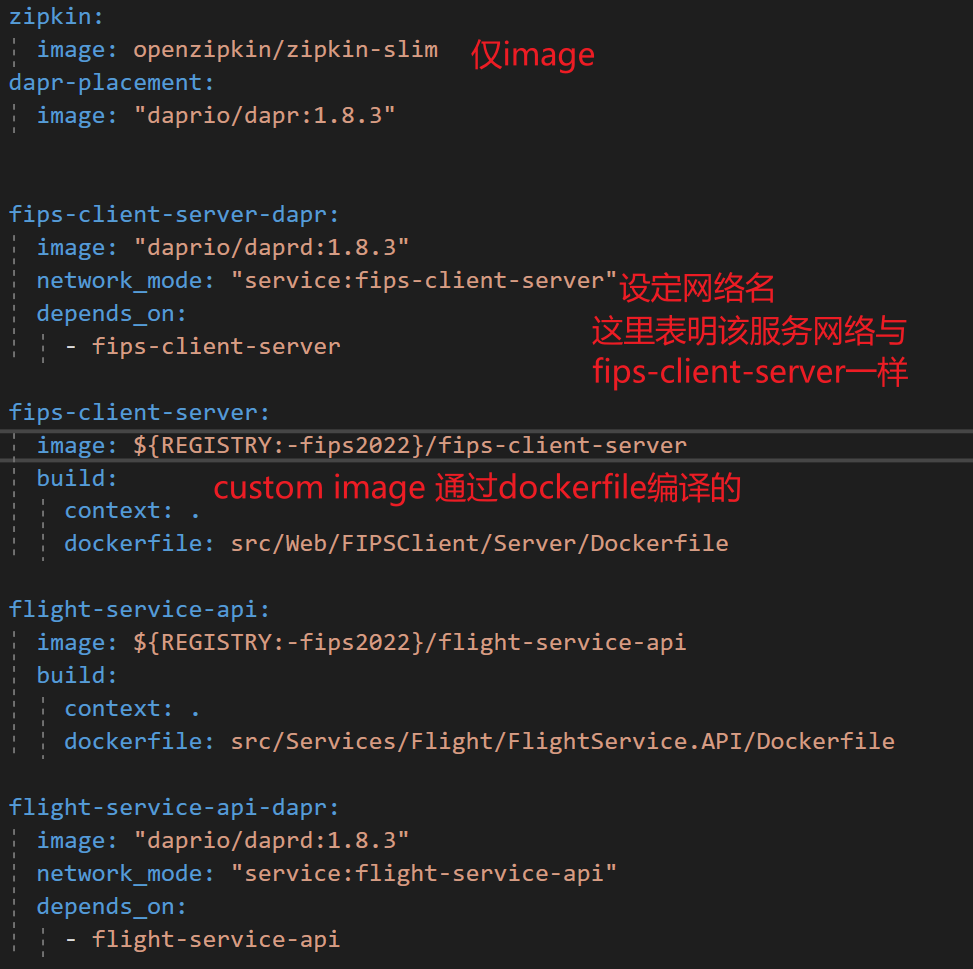 zipkin:
image: openzipkin/zipkin-slim 仅image
dapr-placement:
image: "daprio/dapr:1.8.3"
fips-client-server-dapr:
image: "daprio/daprd:1.8.3"
network_mode: "service:fips-client-server" 设定网络名
depends_on: 这里表明该服务网络与
- fips-client-server fips-client-server一样
fips-client-server:
image: ${REGISTRY:-fips2022}/fips-client-server
build: custom image 通过dockerfile编译的
context: .
dockerfile: src/Web/FIPSClient/Server/Dockerfile
flight-service-api:
image: ${REGISTRY:-fips2022}/flight-service-api
build:
context: .
dockerfile: src/Services/Flight/FlightService.API/Dockerfile
flight-service-api-dapr:
image: "daprio/daprd:1.8.3"
network_mode: "service:flight-service-api"
depends_on:
- flight-service-api